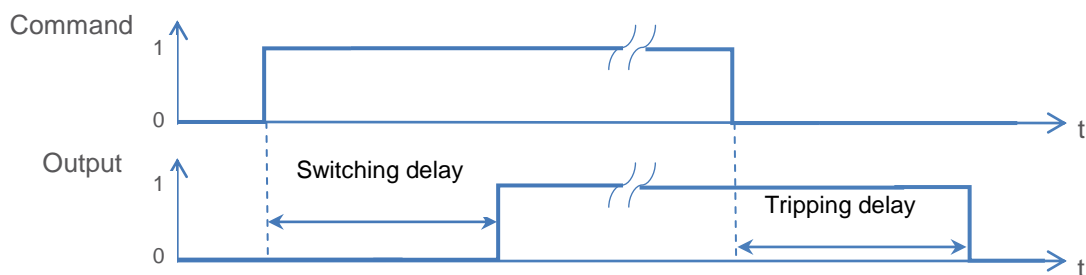 Command
1
0
t
Output
Switching delay
1
Tripping delay
0
t